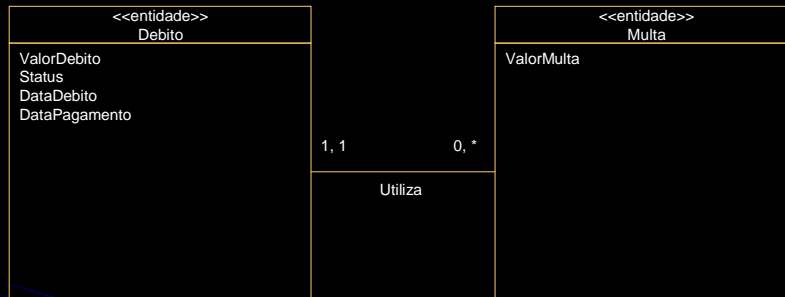 <<entidade>>
Debito
ValorDebito
Status
DataDebito
DataPagamento
1, 1
0, *
Utiliza
<<entidade>>
Multa
ValorMulta